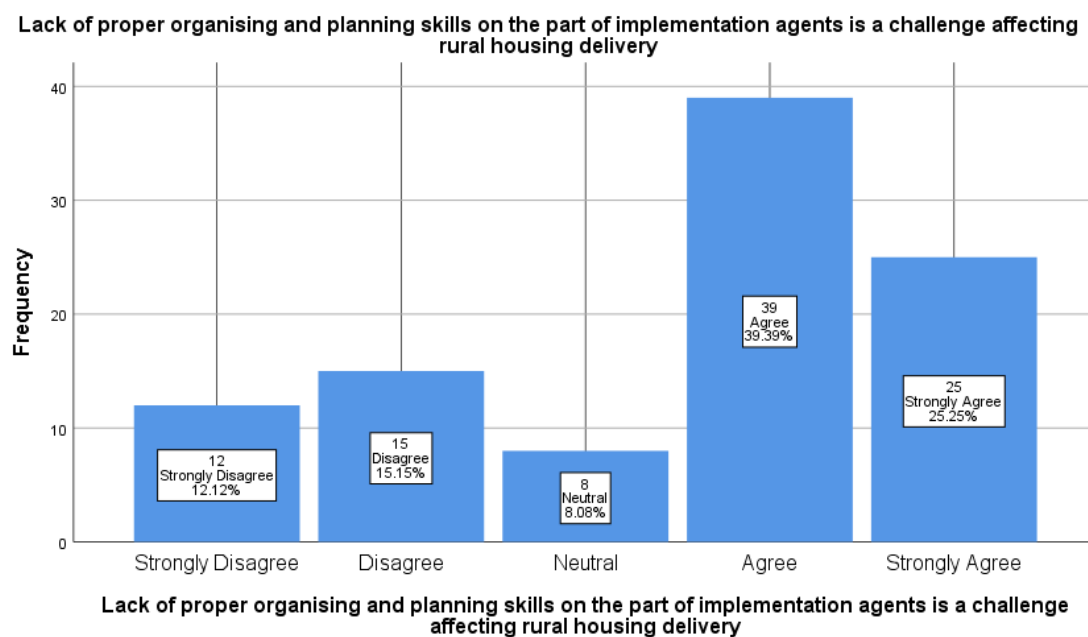 Lack of proper organising and planning skills on the part of implementation agents is a challenge affecting
rural housing delivery
40
30
20
10
0
Frequency
12
Strongly Disagree
12.12%
15
Disagree
15.15%
8
Neutral
8.08%
39
Agree
39.39%
25
Strongly Agree
25.25%
Strongly Disagree
Disagree
Neutral
Agree
Strongly Agree
Lack of proper organising and planning skills on the part of implementation agents is a challenge
affecting rural housing delivery